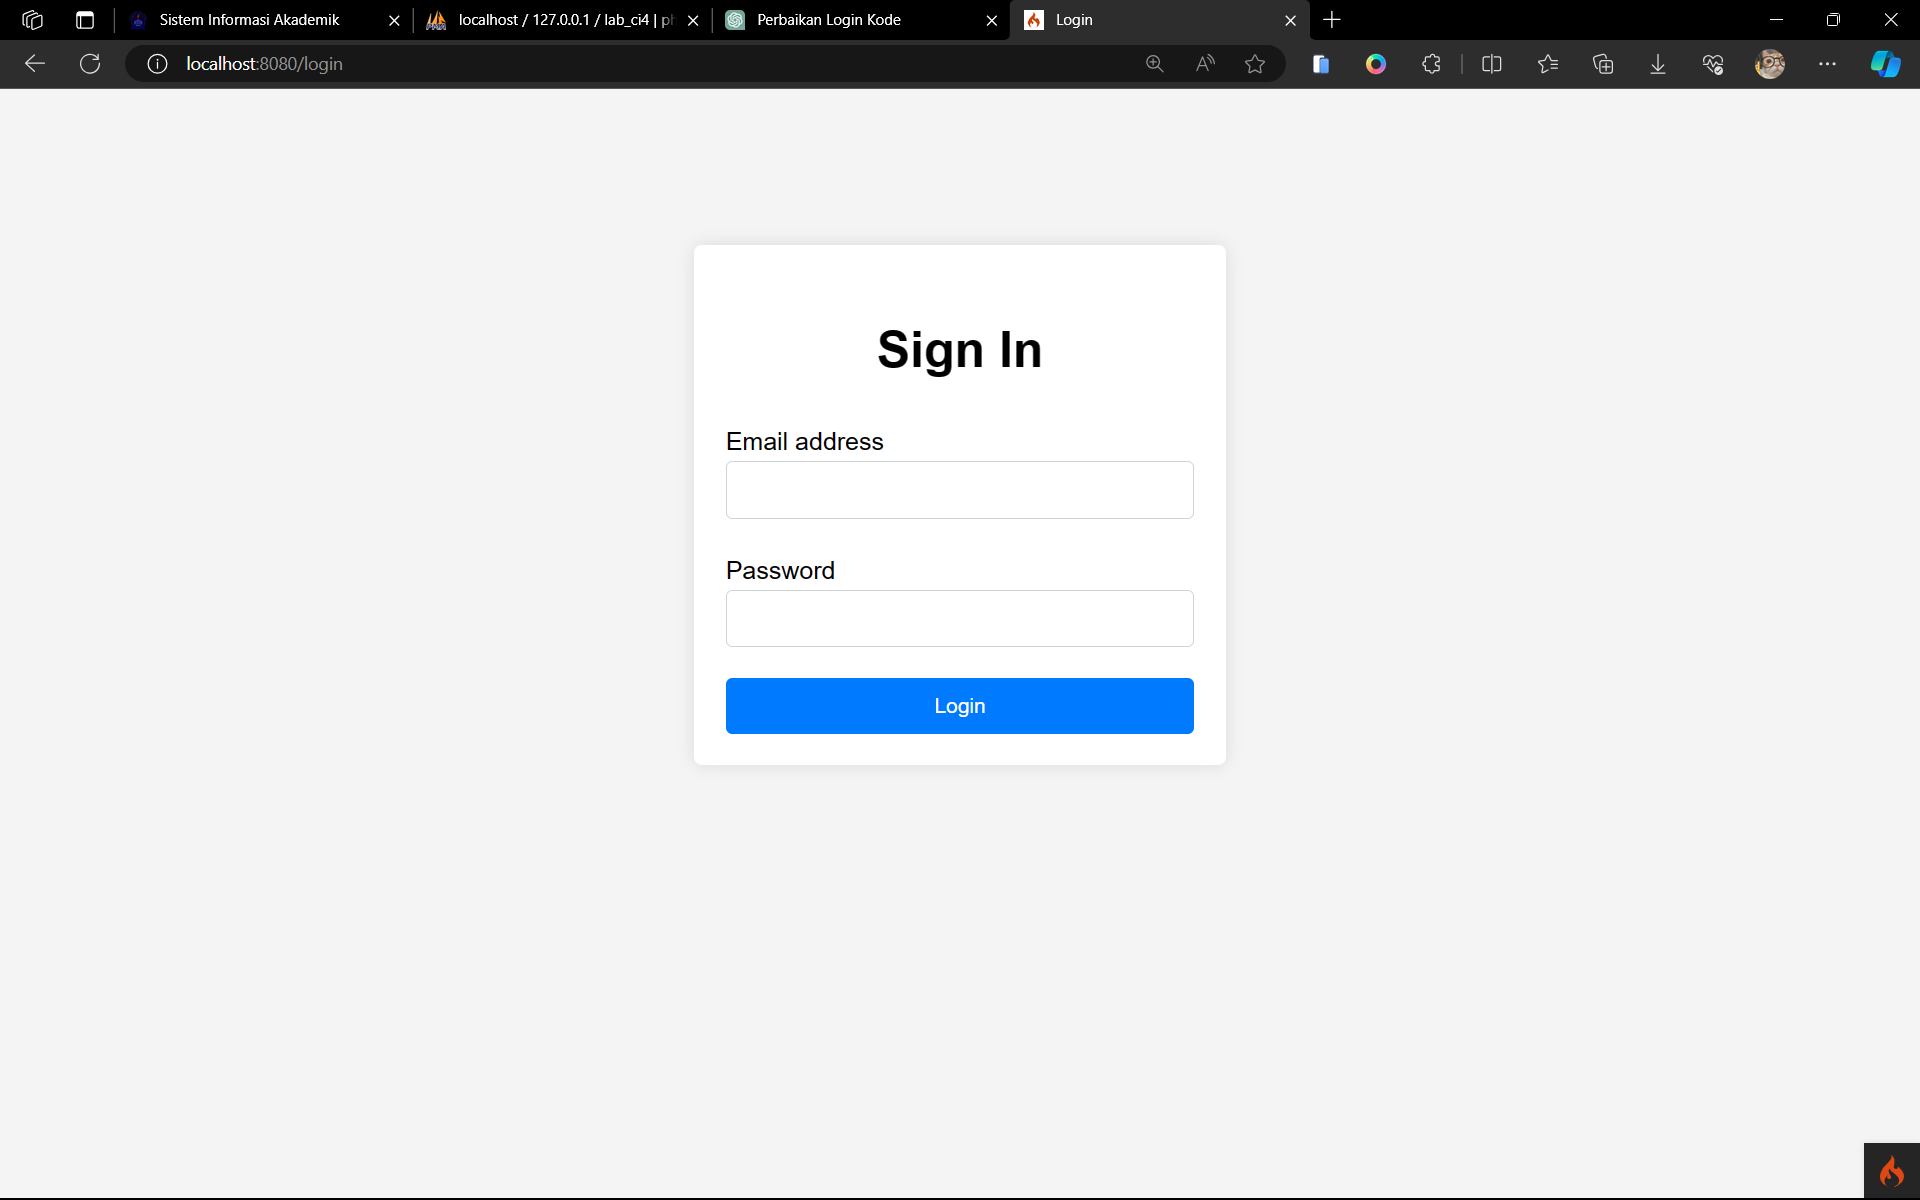 Sistem Informasi Akademik
localhost / 127.0.0.1 / lab_ci4 | ph
Perbaikan Login Kode
Login
localhost:8080/login
Sign In
Email address
Password
Login